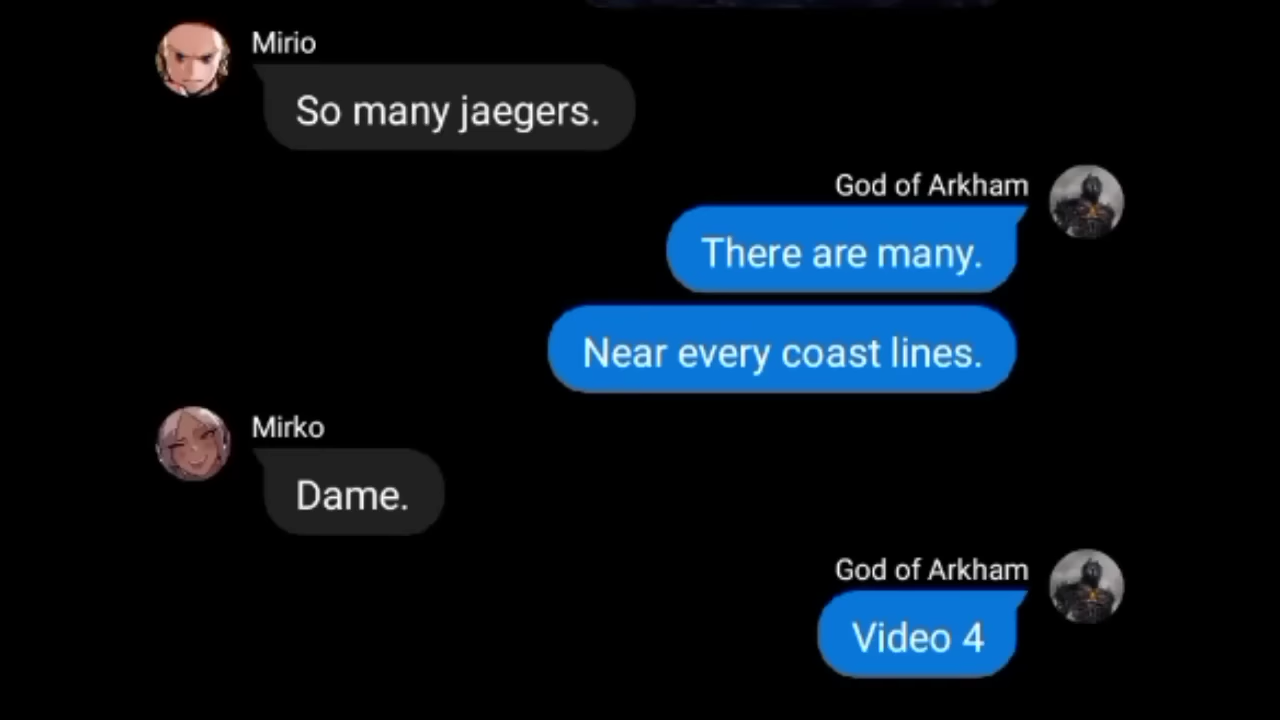 Mirio
So many jaegers.
God of Arkham
There are many.
Near every coast lines.
Mirko
Dame.
God of Arkham
Video 4